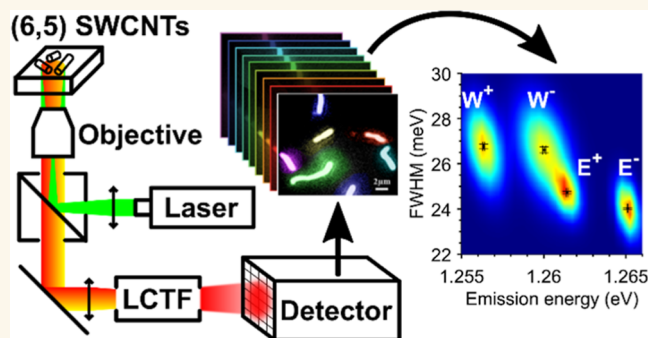 (6,5) SWCNTs
Objective
Laser
LCTF
Detector
2μm
FWHM (meV)
30
28
26
24
22
W⁺
W⁻
E⁺
E⁻
1.255
1.26
1.265
Emission energy (eV)